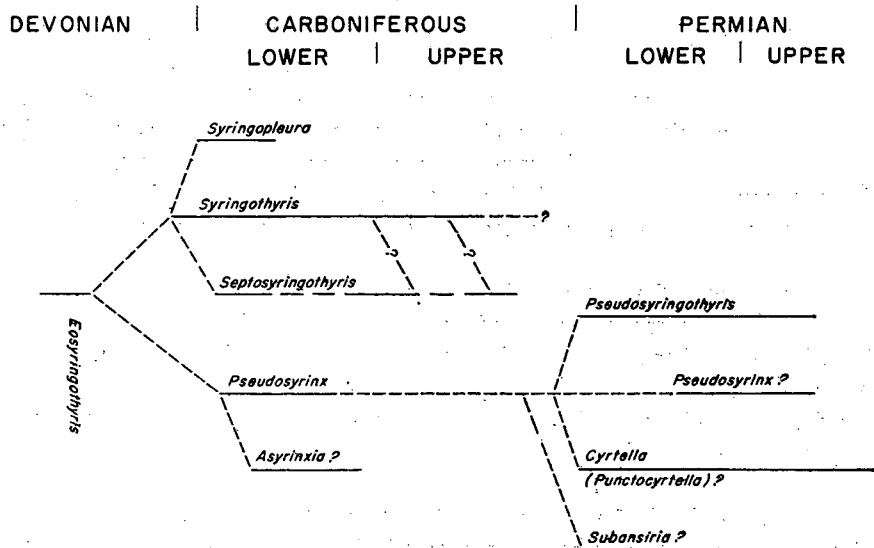 DEVONIAN | CARBONIFEROUS | PERMIAN
LOWER | UPPER LOWER | UPPER
Syringopleura
Syringothyris
?
? ?
Septosyringothyris
Eosyringothyris
Pseudosyringothyris
Pseudosyrinx
Pseudosyrinx ?
Asyrinxia ?
Cyrtella
(Punctocyrtella) ?
Subansiria ?